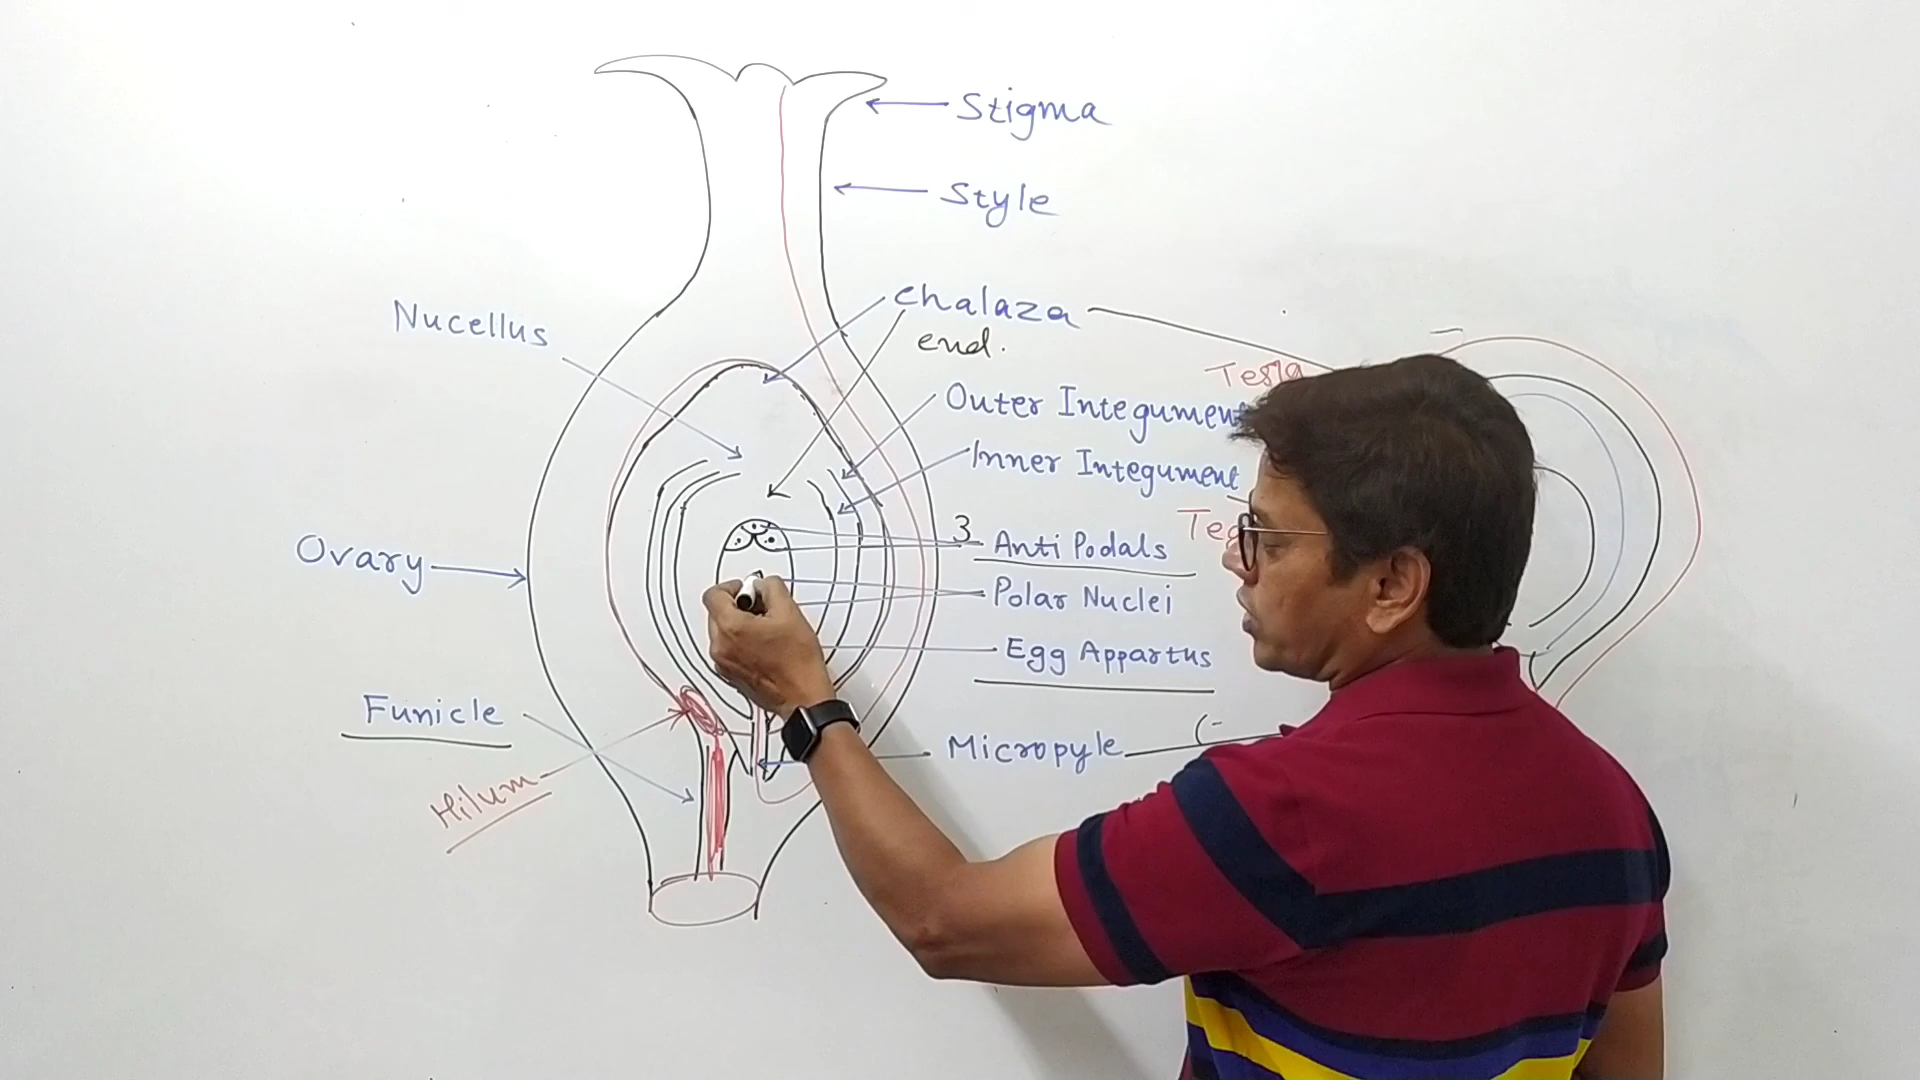 Stigma
Style
Nucellus
Chalaza
end.
Testa
Outer Integument
Inner Integument
3
Anti Podals
Ovary
Polar Nuclei
Egg Appartus
Funicle
Micropyle
Hilum